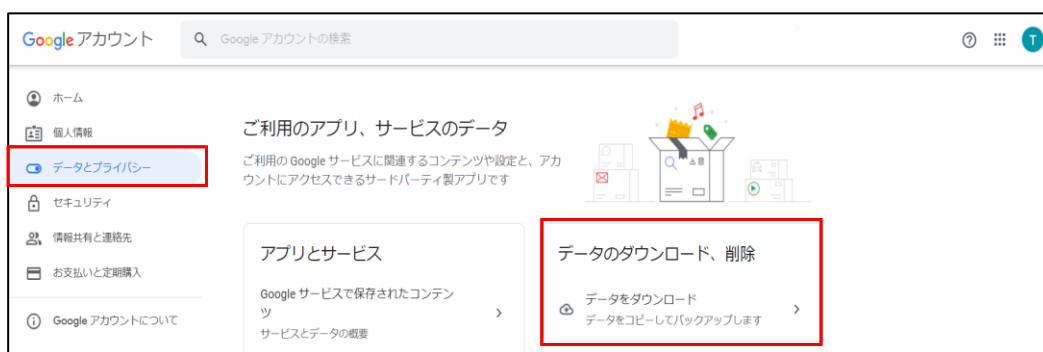 Google アカウント
Google アカウントの検索
T
ホーム
個人情報
データとプライバシー
セキュリティ
情報共有と連絡先
お支払いと定期購入
Google アカウントについて
ご利用のアプリ、サービスのデータ
ご利用の Google サービスに関連するコンテンツや設定と、アカ
ウントにアクセスできるサードパーティ製アプリです
アプリとサービス
Google サービスで保存されたコンテン
ツ
サービスとデータの概要
データのダウンロード、削除
データをダウンロード
データをコピーしてバックアップします